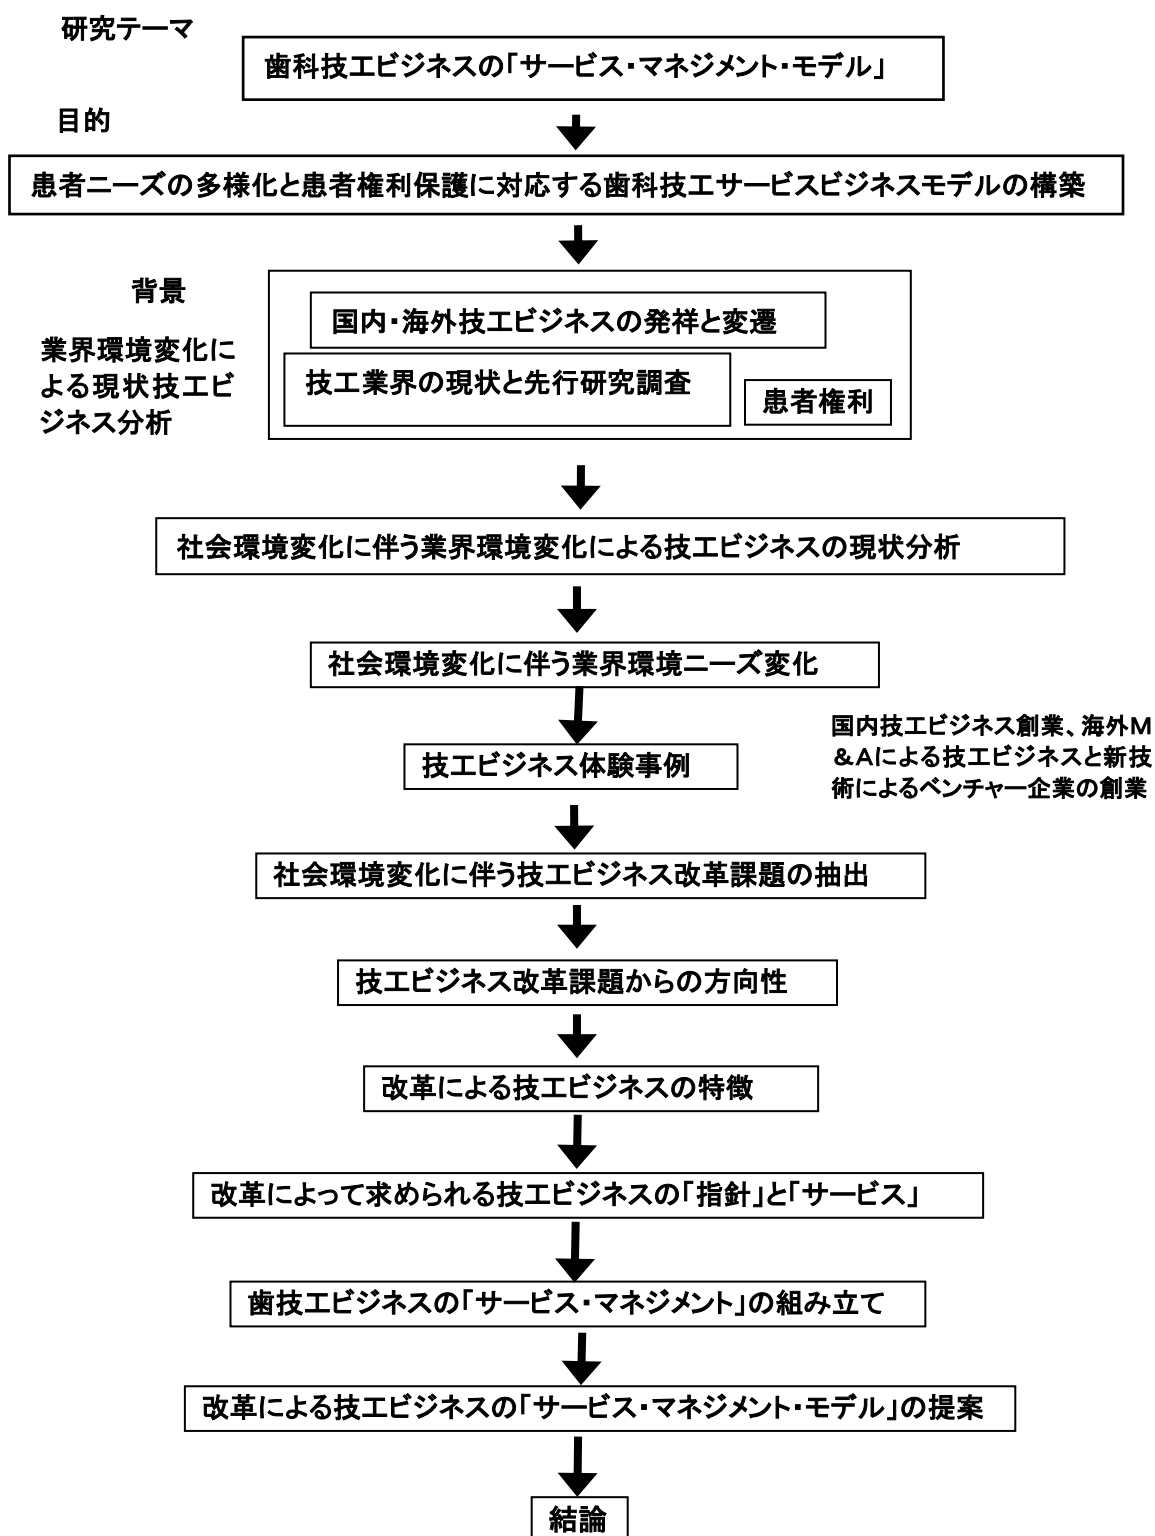 研究テーマ
歯科技工ビジネスの「サービス・マネジメント・モデル」
目的
患者ニーズの多様化と患者権利保護に対応する歯科技工サービスビジネスモデルの構築
背景
業界環境変化に
よる現状技工ビ
ジネス分析
国内・海外技工ビジネスの発祥と変遷
技工業界の現状と先行研究調査
患者権利
社会環境変化に伴う業界環境変化による技工ビジネスの現状分析
社会環境変化に伴う業界環境ニーズ変化
技工ビジネス体験事例
国内技工ビジネス創業、海外M
&Aによる技工ビジネスと新技
術によるベンチャー企業の創業
社会環境変化に伴う技工ビジネス改革課題の抽出
技工ビジネス改革課題からの方向性
改革による技工ビジネスの特徴
改革によって求められる技工ビジネスの「指針」と「サービス」
歯技工ビジネスの「サービス・マネジメント」の組み立て
改革による技工ビジネスの「サービス・マネジメント・モデル」の提案
結論